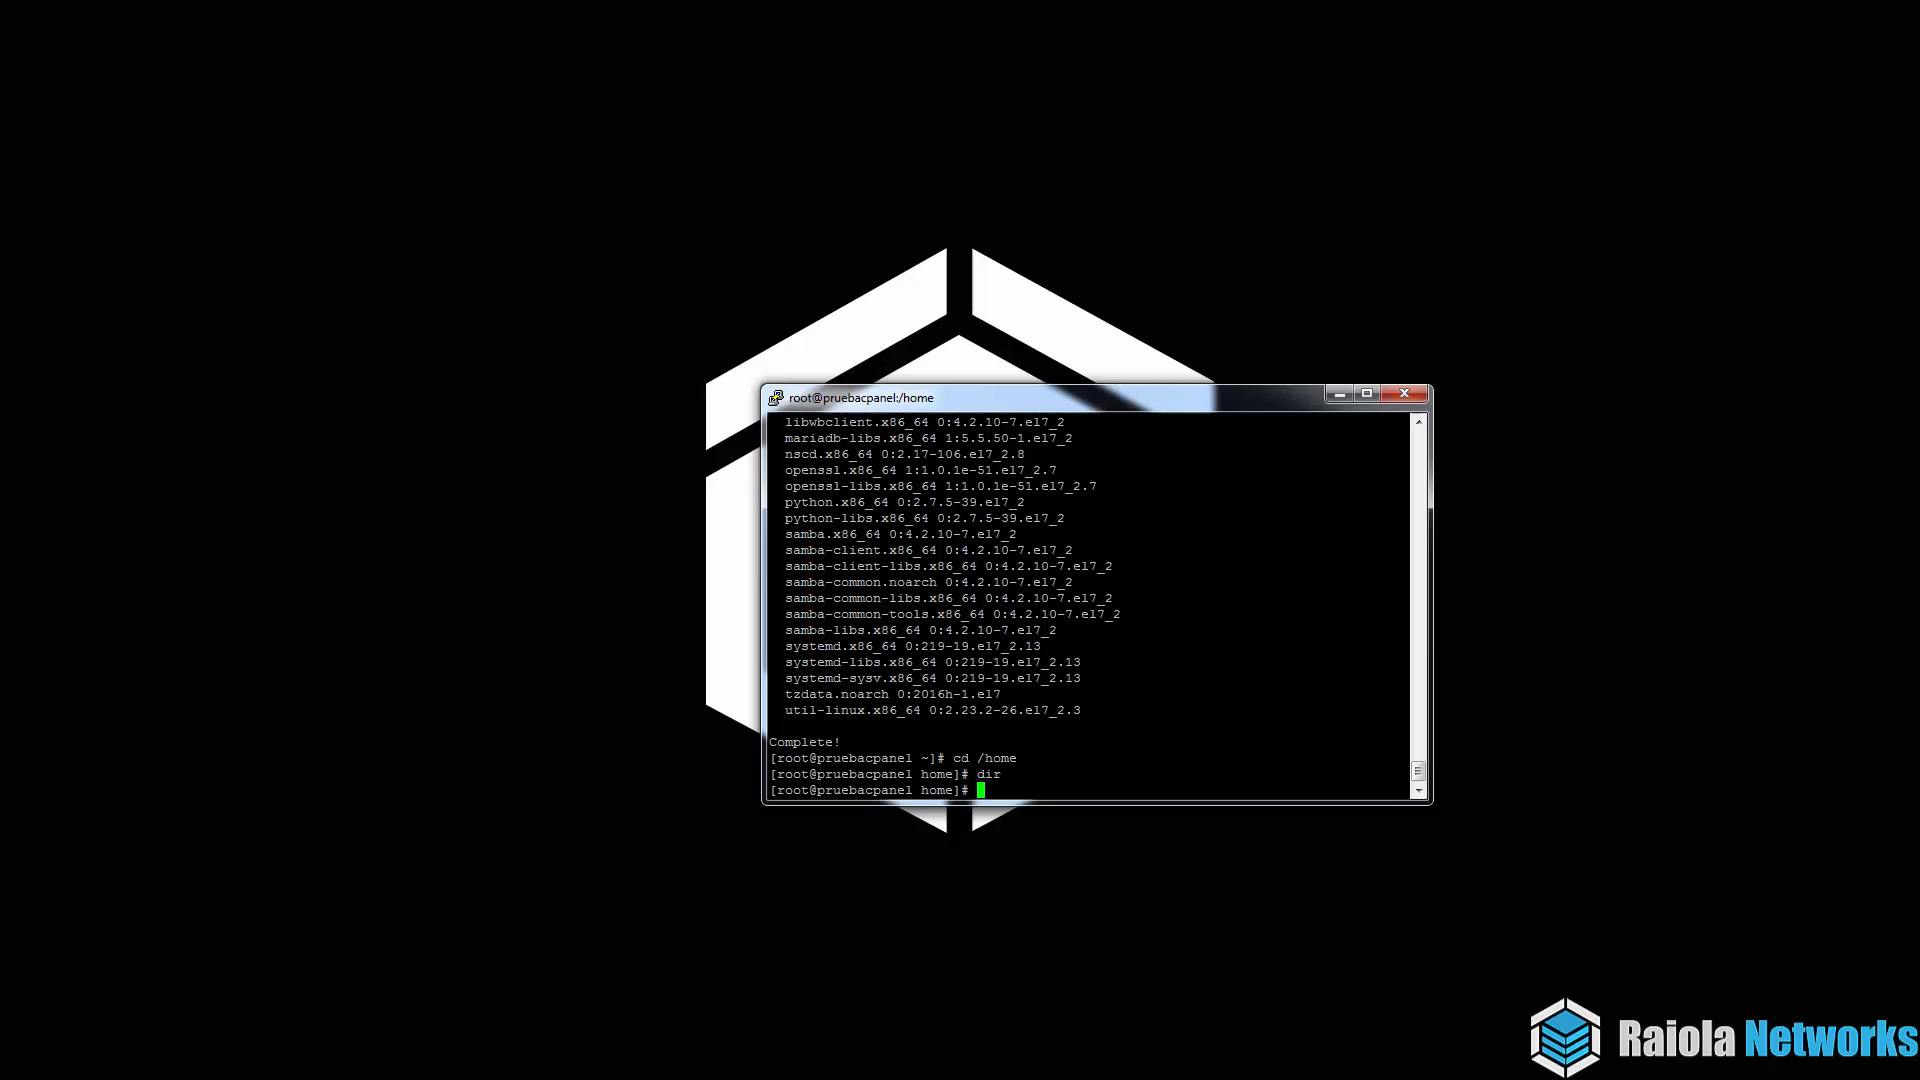 root@pruebacpanel:/home
libwbclient.x86_64 0:4.2.10-7.el7_2
mariadb-libs.x86_64 1:5.5.50-1.el7_2
nscd.x86_64 0:2.17-106.el7_2.8
openssl.x86_64 1:1.0.1e-51.el7_2.7
openssl-libs.x86_64 1:1.0.1e-51.el7_2.7
python.x86_64 0:2.7.5-39.el7_2
python-libs.x86_64 0:2.7.5-39.el7_2
samba.x86_64 0:4.2.10-7.el7_2
samba-client.x86_64 0:4.2.10-7.el7_2
samba-client-libs.x86_64 0:4.2.10-7.el7_2
samba-common.noarch 0:4.2.10-7.el7_2
samba-common-libs.x86_64 0:4.2.10-7.el7_2
samba-common-tools.x86_64 0:4.2.10-7.el7_2
samba-libs.x86_64 0:4.2.10-7.el7_2
systemd.x86_64 0:219-19.el7_2.13
systemd-libs.x86_64 0:219-19.el7_2.13
systemd-sysv.x86_64 0:219-19.el7_2.13
tzdata.noarch 0:2016h-1.el7
util-linux.x86_64 0:2.23.2-26.el7_2.3
Complete!
[root@pruebacpanel ~]# cd /home
[root@pruebacpanel home]# dir
[root@pruebacpanel home]#
Raiola Networks